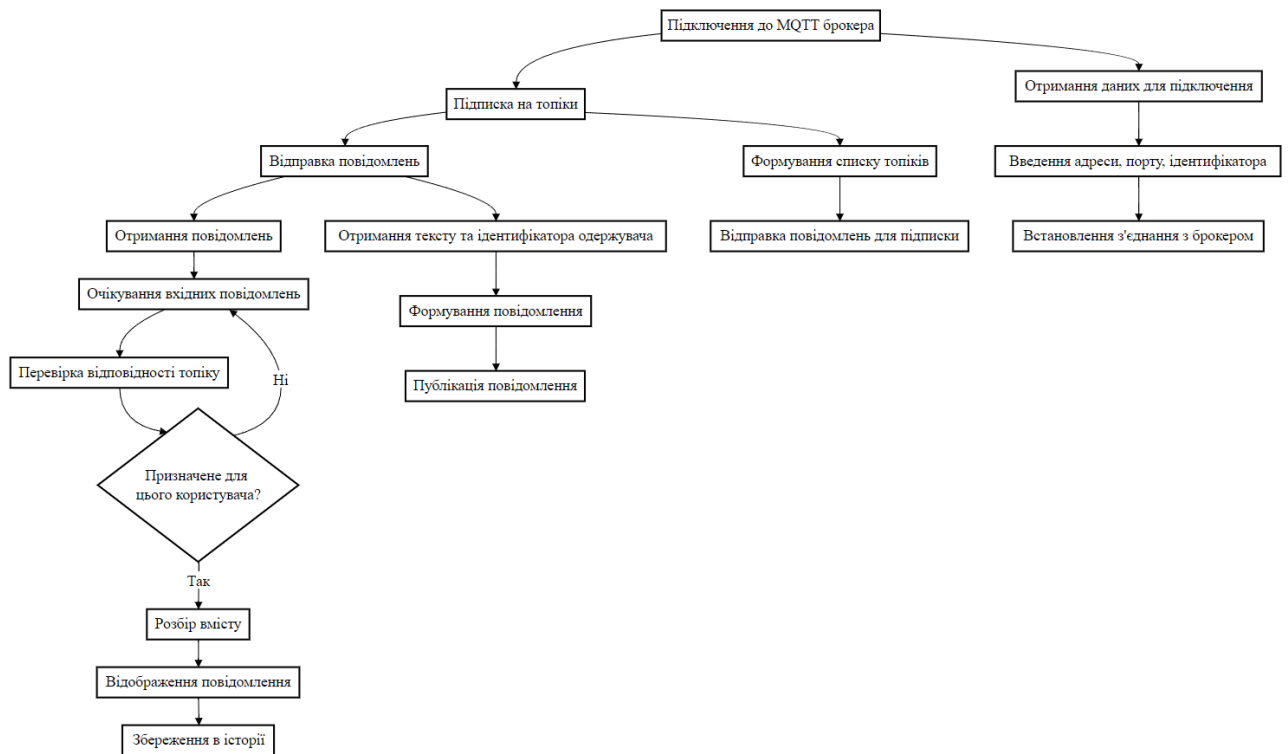 Підключення до MQTT брокера
Підписка на топіки
Отримання даних для підключення
Відправка повідомлень
Формування списку топіків
Введення адреси, порту, ідентифікатора
Отримання повідомлень
Отримання тексту та ідентифікатора одержувача
Відправка повідомлень для підписки
Встановлення з'єднання з брокером
Очікування вхідних повідомлень
Формування повідомлення
Перевірка відповідності топіку
Ні
Публікація повідомлення
Призначене для
цього користувача?
Так
Розбір вмісту
Відображення повідомлення
Збереження в історії